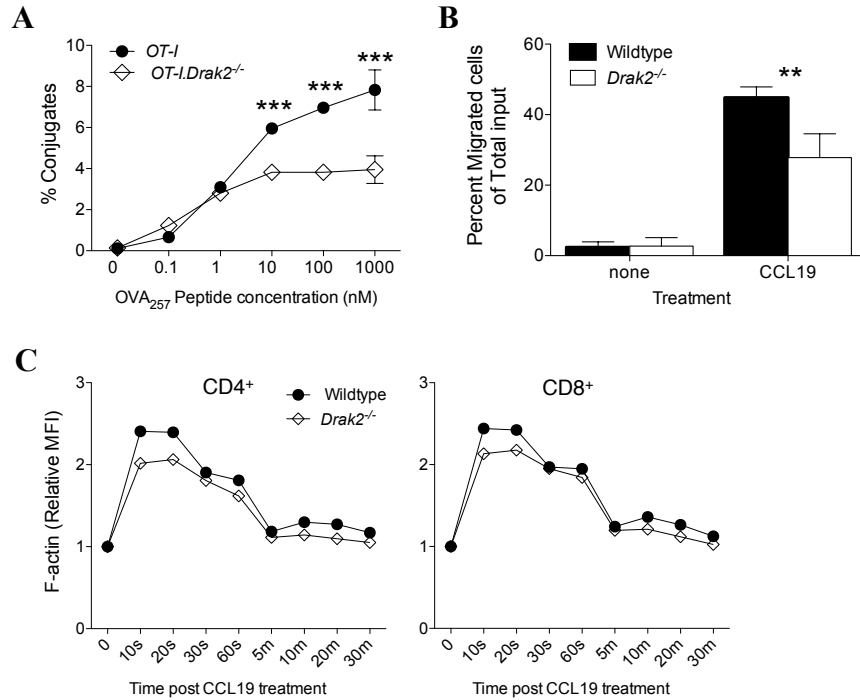 A
OT-I
OT-I.Drak2-/-
***
***
***
10
8
6
4
2
0
% Conjugates
0
0.1
1
10
100
1000
OVA257 Peptide concentration (nM)
B
Wildtype
Drak2-/-
**
60
40
20
0
Percent Migrated cells
of Total input
none
CCL19
Treatment
C
CD4+
Wildtype
Drak2-/-
3
2
1
F-actin (Relative MFI)
0
10s
20s
30s
60s
5m
10m
20m
30m
Time post CCL19 treatment
CD8+
3
2
1
0
10s
20s
30s
60s
5m
10m
20m
30m
Time post CCL19 treatment